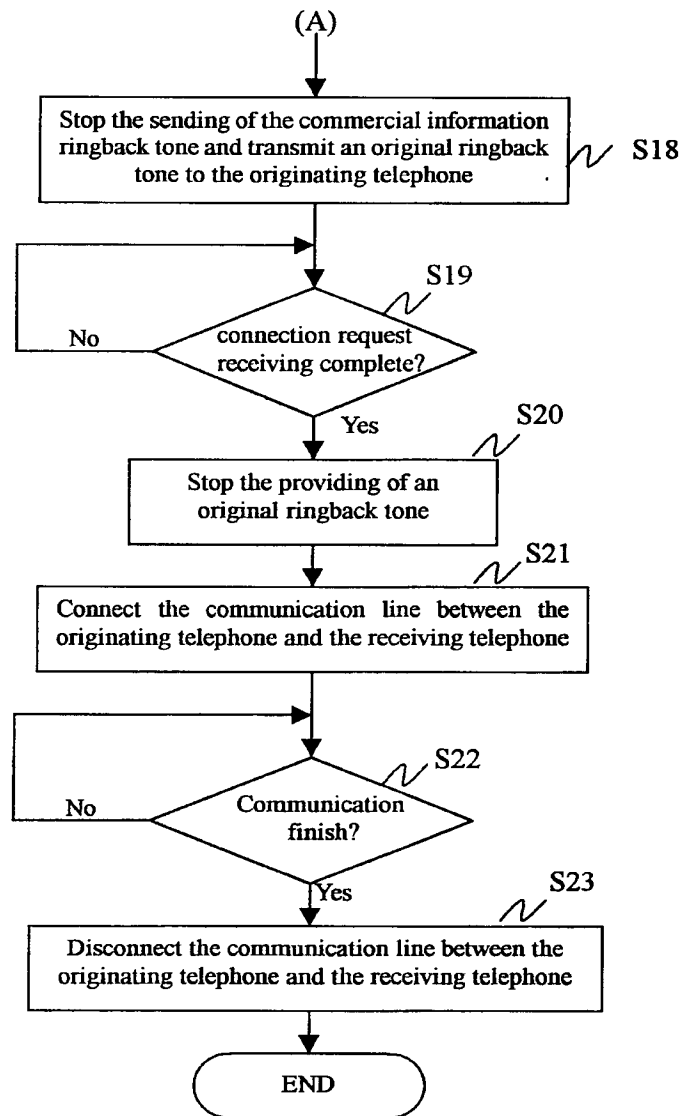 (A)
Stop the sending of the commercial information
ringback tone and transmit an original ringback
tone to the originating telephone
S18
S19
connection request
receiving complete?
No
Yes
S20
Stop the providing of an
original ringback tone
S21
Connect the communication line between the
originating telephone and the receiving telephone
S22
Communication
finish?
No
Yes
S23
Disconnect the communication line between the
originating telephone and the receiving telephone
END